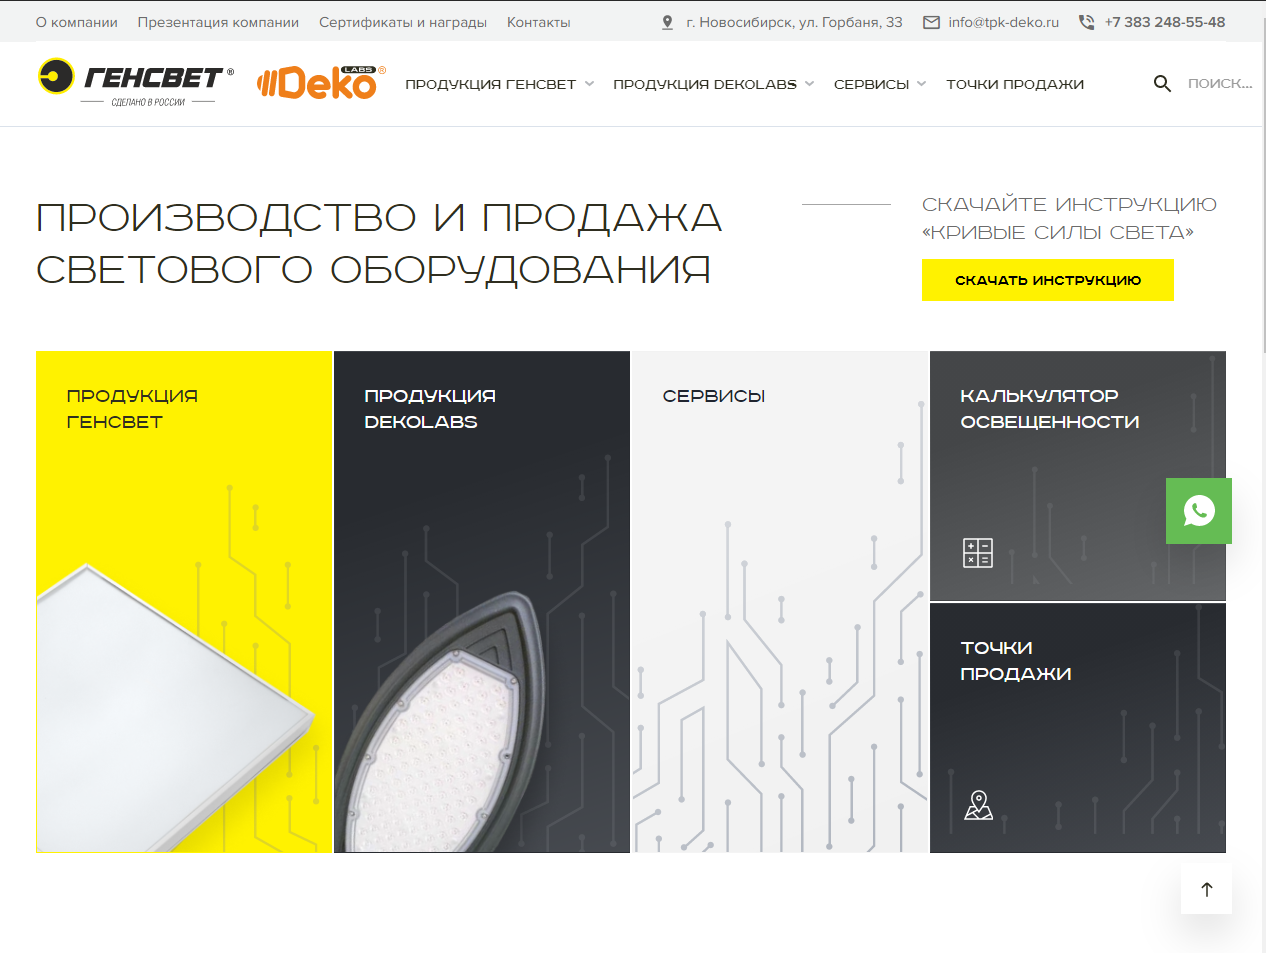 О компании Презентация компании Сертификаты и награды Контакты г. Новосибирск, ул. Горбаня, 33 info@tpk-deko.ru +7 383 248-55-48
ГЕНСВЕТ ®
СДЕЛАНО В РОССИИ
Deko LABS ®
ПРОДУКЦИЯ ГЕНСВЕТ ПРОДУКЦИЯ DEKOLABS СЕРВИСЫ ТОЧКИ ПРОДАЖИ ПОИСК...
ПРОИЗВОДСТВО И ПРОДАЖА
СВЕТОВОГО ОБОРУДОВАНИЯ
СКАЧАЙТЕ ИНСТРУКЦИЮ
«КРИВЫЕ СИЛЫ СВЕТА»
СКАЧАТЬ ИНСТРУКЦИЮ
ПРОДУКЦИЯ
ГЕНСВЕТ
ПРОДУКЦИЯ
DEKOLABS
СЕРВИСЫ
КАЛЬКУЛЯТОР
ОСВЕЩЕННОСТИ
ТОЧКИ
ПРОДАЖИ